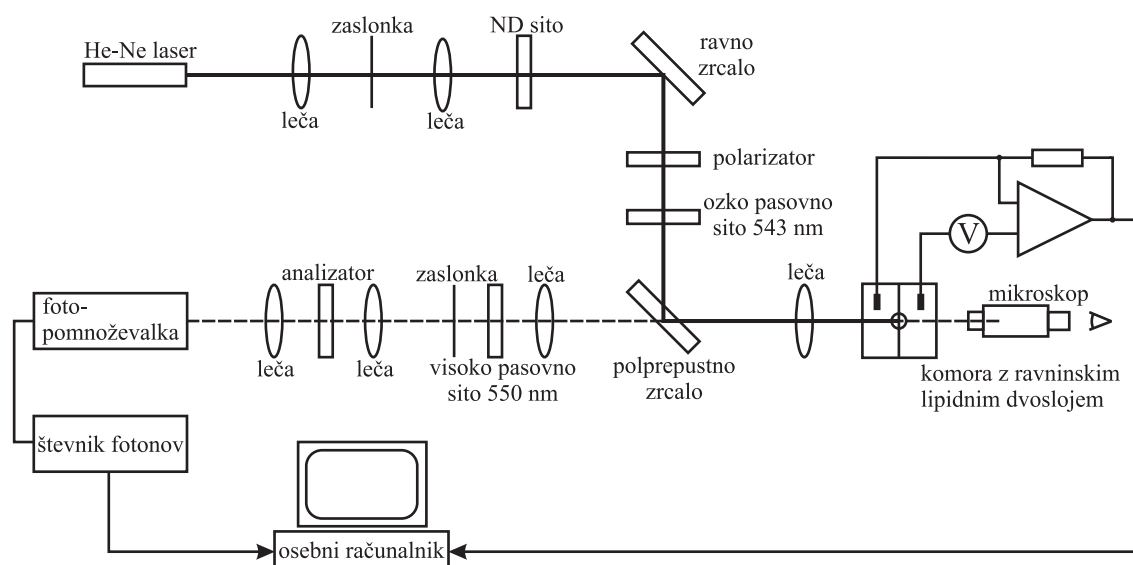 He-Ne laser
leča
zaslonka
leča
ND sito
ravno
zrcalo
polarizator
ozko pasovno
sito 543 nm
V
foto-
pomnoževalka
leča
analizator
leča
zaslonka
visoko pasovno
sito 550 nm
leča
polprepustno
zrcalo
leča
mikroskop
komora z ravninskim
lipidnim dvoslojem
števnik fotonov
osebni računalnik